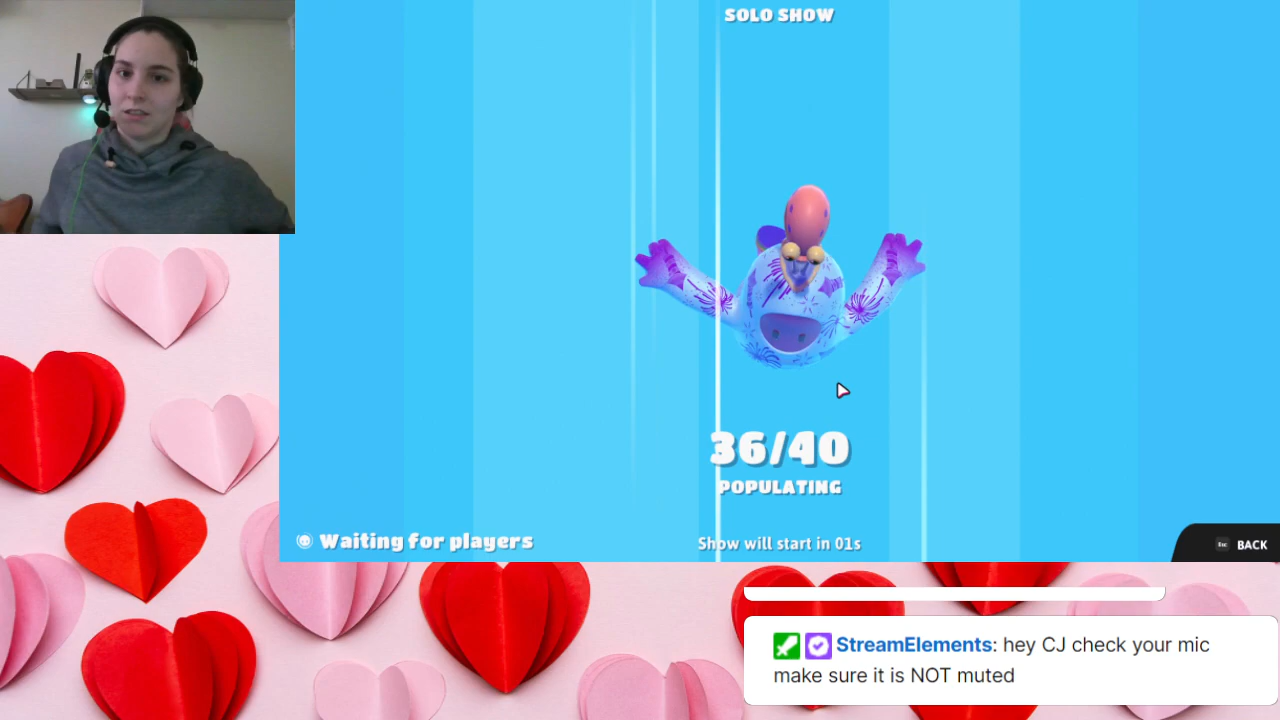 SOLO SHOW
36/40
POPULATING
Waiting for players
Show will start in 01s
Esc BACK
StreamElements: hey CJ check your mic
make sure it is NOT muted